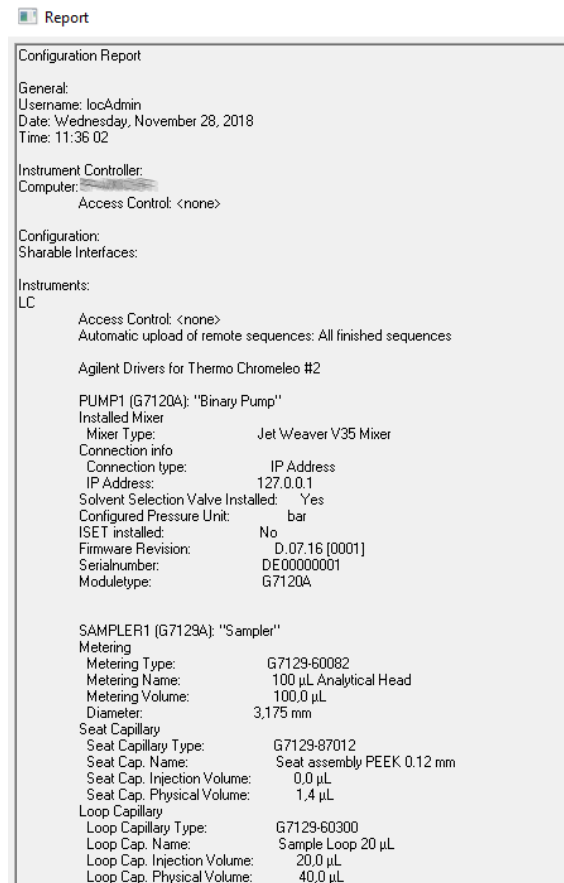 Report
Configuration Report
General:
Username: locAdmin
Date: Wednesday, November 28, 2018
Time: 11:36 02
Instrument Controller:
Computer:
Access Control: <none>
Configuration:
Sharable Interfaces:
Instruments:
LC
Access Control: <none>
Automatic upload of remote sequences: All finished sequences
Agilent Drivers for Thermo Chromeleo #2
PUMP1 (G7120A): "Binary Pump"
Installed Mixer
Mixer Type: Jet Weaver V35 Mixer
Connection info
Connection type: IP Address
IP Address: 127.0.0.1
Solvent Selection Valve Installed: Yes
Configured Pressure Unit: bar
ISET installed: No
Firmware Revision: D.07.16 [0001]
Serialnumber: DE00000001
Moduletype: G7120A
SAMPLER1 (G7129A): "Sampler"
Metering
Metering Type: G7129-60082
Metering Name: 100 µL Analytical Head
Metering Volume: 100,0 µL
Diameter: 3,175 mm
Seat Capillary
Seat Capillary Type: G7129-87012
Seat Cap. Name: Seat assembly PEEK 0.12 mm
Seat Cap. Injection Volume: 0,0 µL
Seat Cap. Physical Volume: 1,4 µL
Loop Capillary
Loop Capillary Type: G7129-60300
Loop Cap. Name: Sample Loop 20 µL
Loop Cap. Injection Volume: 20,0 µL
Loop Cap. Physical Volume: 40,0 µL